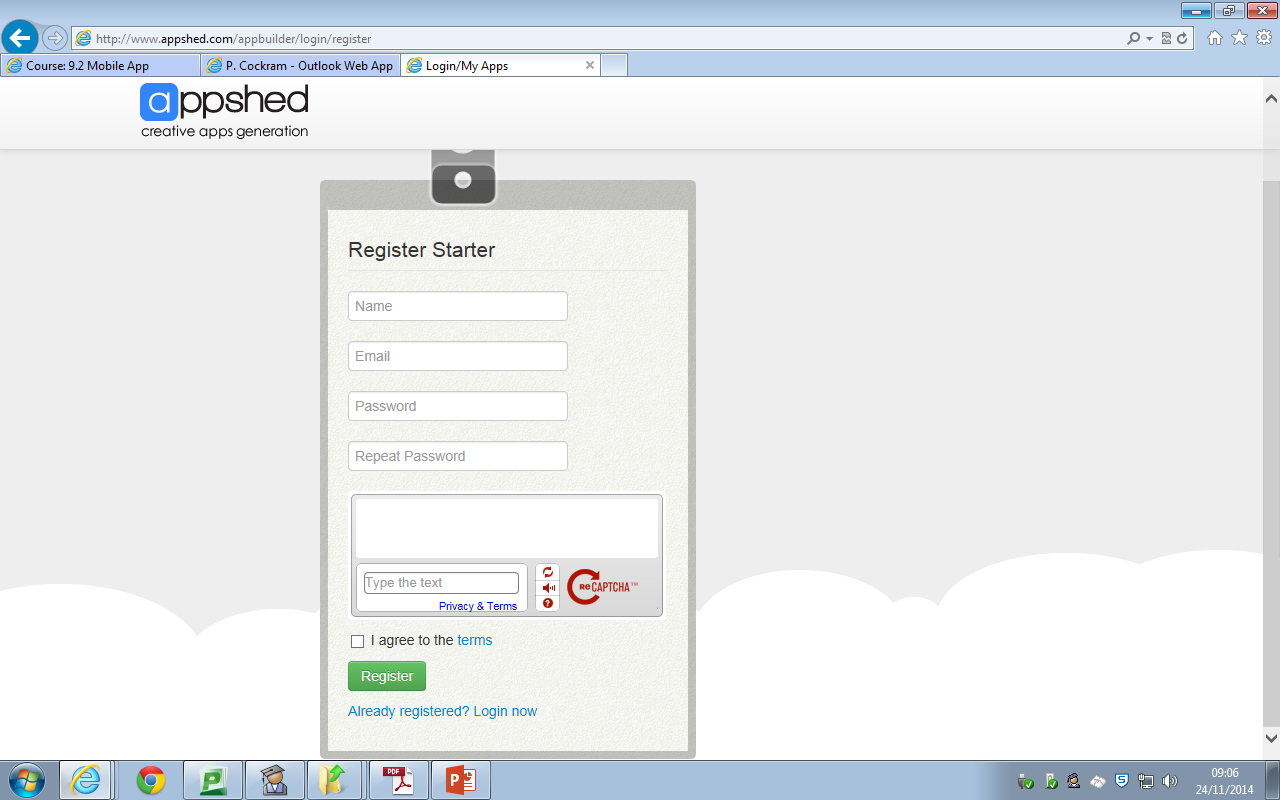 http://www.appshed.com/appbuilder/login/register
Course: 9.2 Mobile App
P. Cockram - Outlook Web App
Login/My Apps
appshed
creative apps generation
Register Starter
Name
Email
Password
Repeat Password
Type the text
Privacy & Terms
reCAPTCHA™
I agree to the terms
Register
Already registered? Login now
PDF
09:06
24/11/2014